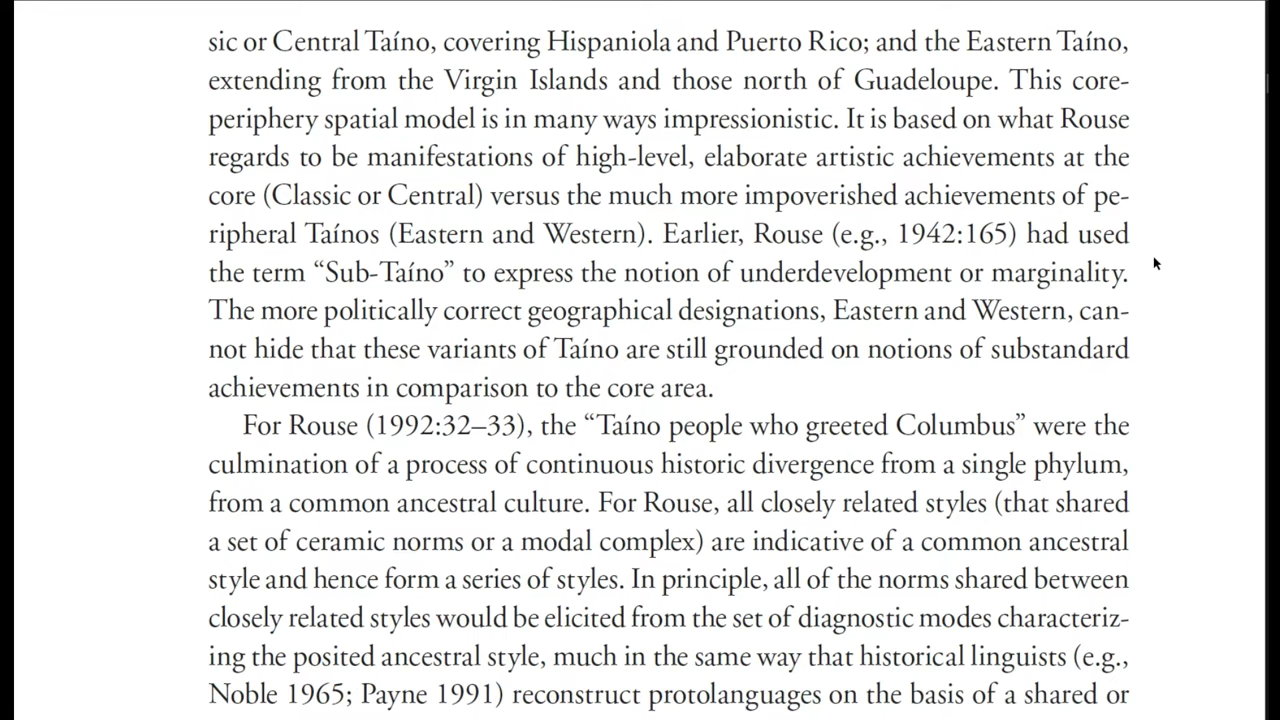 sic or Central Taíno, covering Hispaniola and Puerto Rico; and the Eastern Taíno,
extending from the Virgin Islands and those north of Guadeloupe. This core-
periphery spatial model is in many ways impressionistic. It is based on what Rouse
regards to be manifestations of high-level, elaborate artistic achievements at the
core (Classic or Central) versus the much more impoverished achievements of pe-
ripheral Taínos (Eastern and Western). Earlier, Rouse (e.g., 1942:165) had used
the term “Sub-Taíno” to express the notion of underdevelopment or marginality.
The more politically correct geographical designations, Eastern and Western, can-
not hide that these variants of Taíno are still grounded on notions of substandard
achievements in comparison to the core area.
For Rouse (1992:32–33), the “Taíno people who greeted Columbus” were the
culmination of a process of continuous historic divergence from a single phylum,
from a common ancestral culture. For Rouse, all closely related styles (that shared
a set of ceramic norms or a modal complex) are indicative of a common ancestral
style and hence form a series of styles. In principle, all of the norms shared between
closely related styles would be elicited from the set of diagnostic modes characteriz-
ing the posited ancestral style, much in the same way that historical linguists (e.g.,
Noble 1965; Payne 1991) reconstruct protolanguages on the basis of a shared or